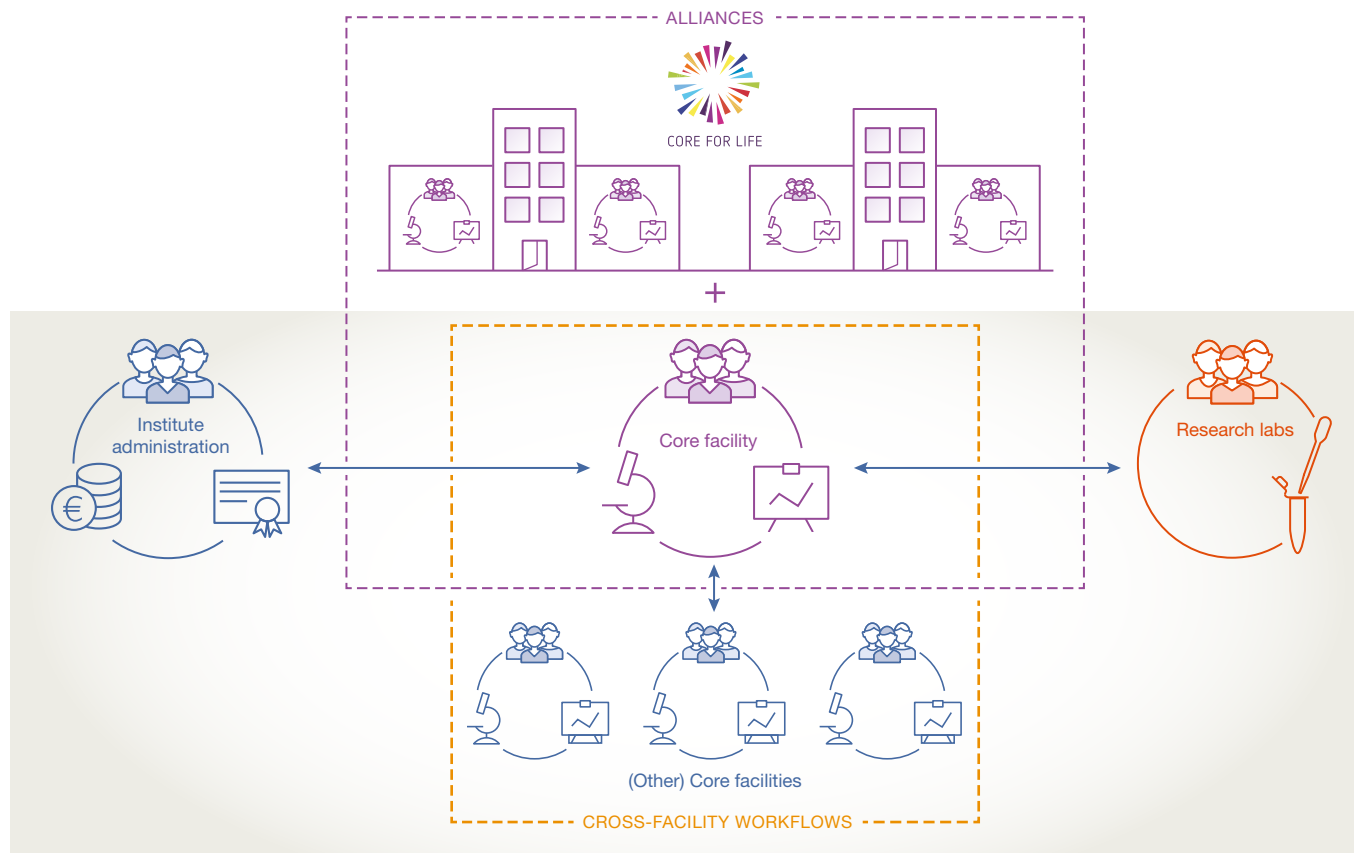 ALLIANCES
CORE FOR LIFE
+
Institute
administration
€
Core facility
Research labs
(Other) Core facilities
CROSS-FACILITY WORKFLOWS